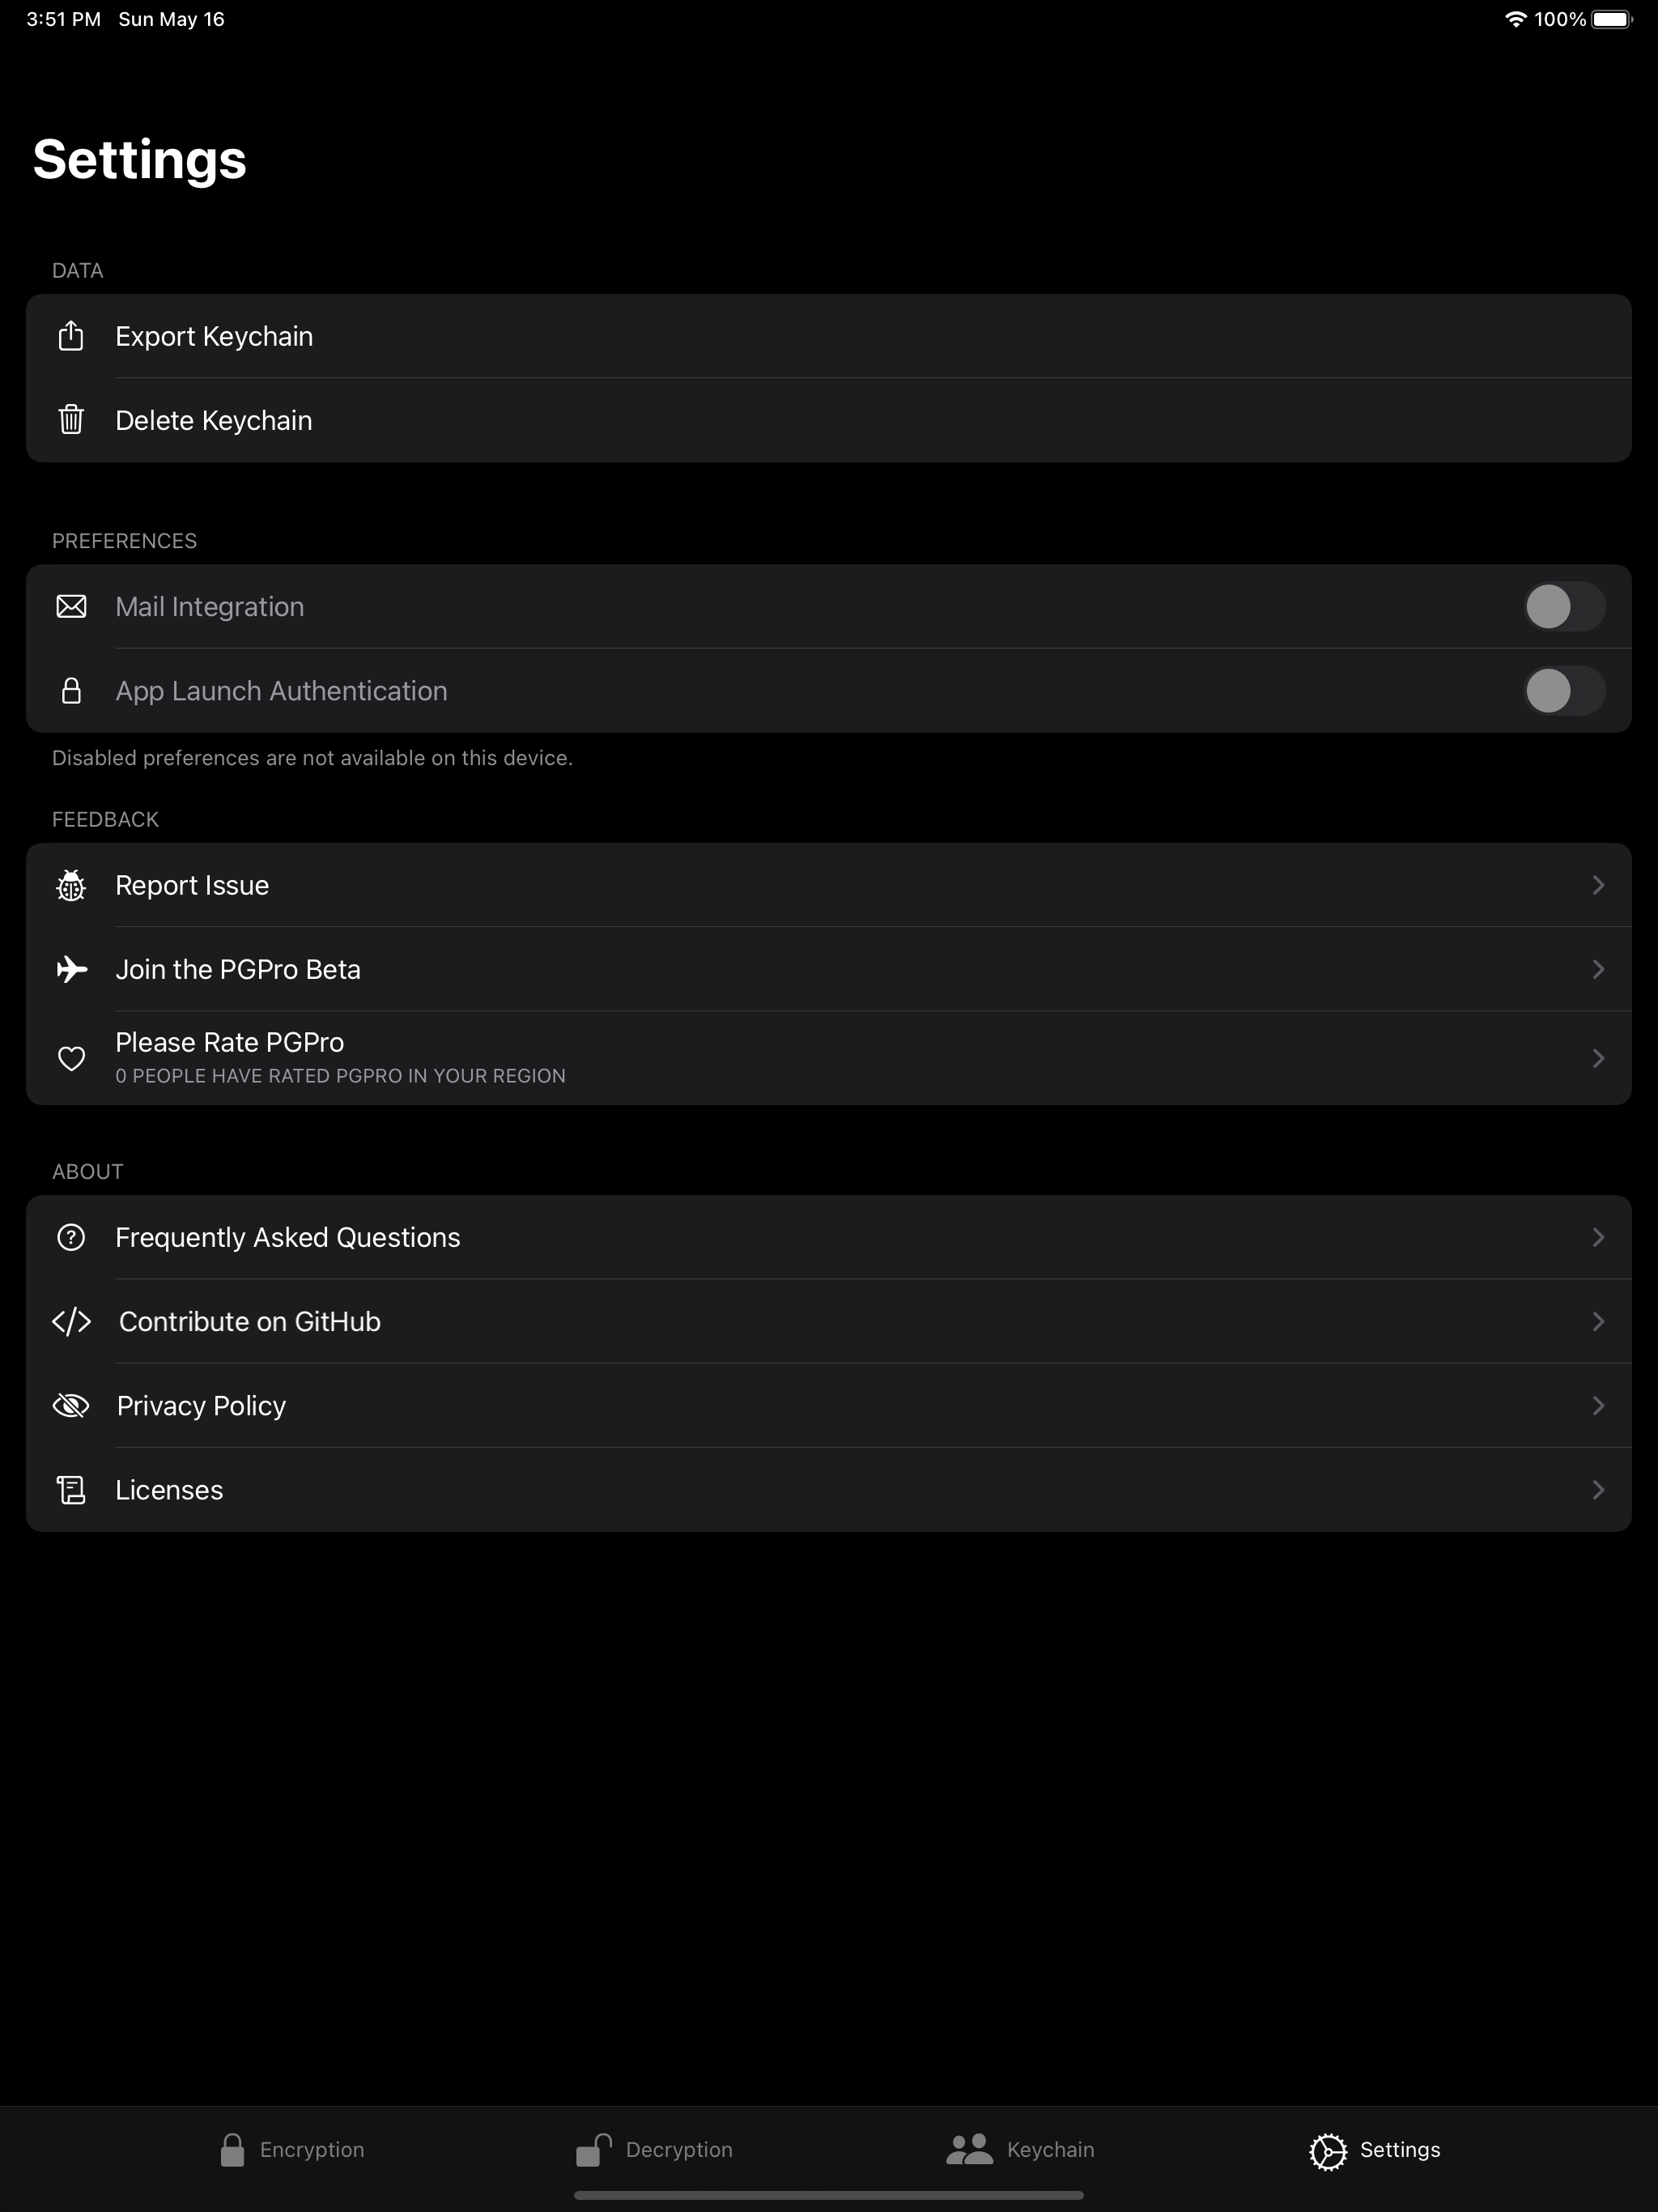 3:51 PM Sun May 16
100%
Settings
DATA
Export Keychain
Delete Keychain
PREFERENCES
Mail Integration
App Launch Authentication
Disabled preferences are not available on this device.
FEEDBACK
Report Issue
Join the PGPro Beta
Please Rate PGPro
0 PEOPLE HAVE RATED PGPRO IN YOUR REGION
ABOUT
Frequently Asked Questions
Contribute on GitHub
Privacy Policy
Licenses
Encryption
Decryption
Keychain
Settings